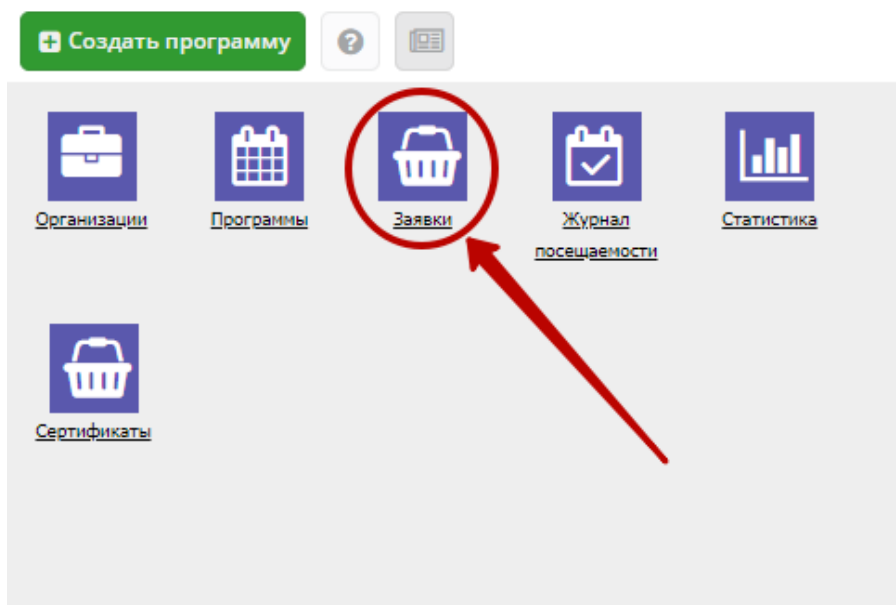 Создать программу
Организации
Программы
Заявки
Журнал
посещаемости
Статистика
Сертификаты